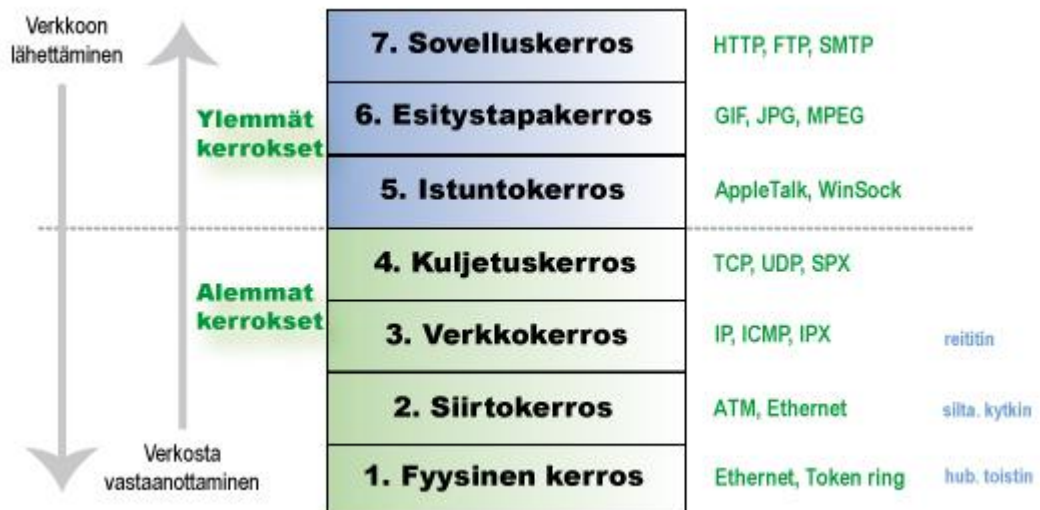 Verkkoon
lähettäminen
7. Sovelluskerros
HTTP, FTP, SMTP
Ylemmät
kerrokset
6. Esitystapakerros
GIF, JPG, MPEG
5. Istuntokerros
AppleTalk, WinSock
4. Kuljetuskerros
TCP, UDP, SPX
Alemmat
kerrokset
3. Verkkokerros
IP, ICMP, IPX
reititin
2. Siirtokerros
ATM, Ethernet
silta. kytkin
Verkosta
vastaanottaminen
1. Fyysinen kerros
Ethernet, Token ring
hub. toistin